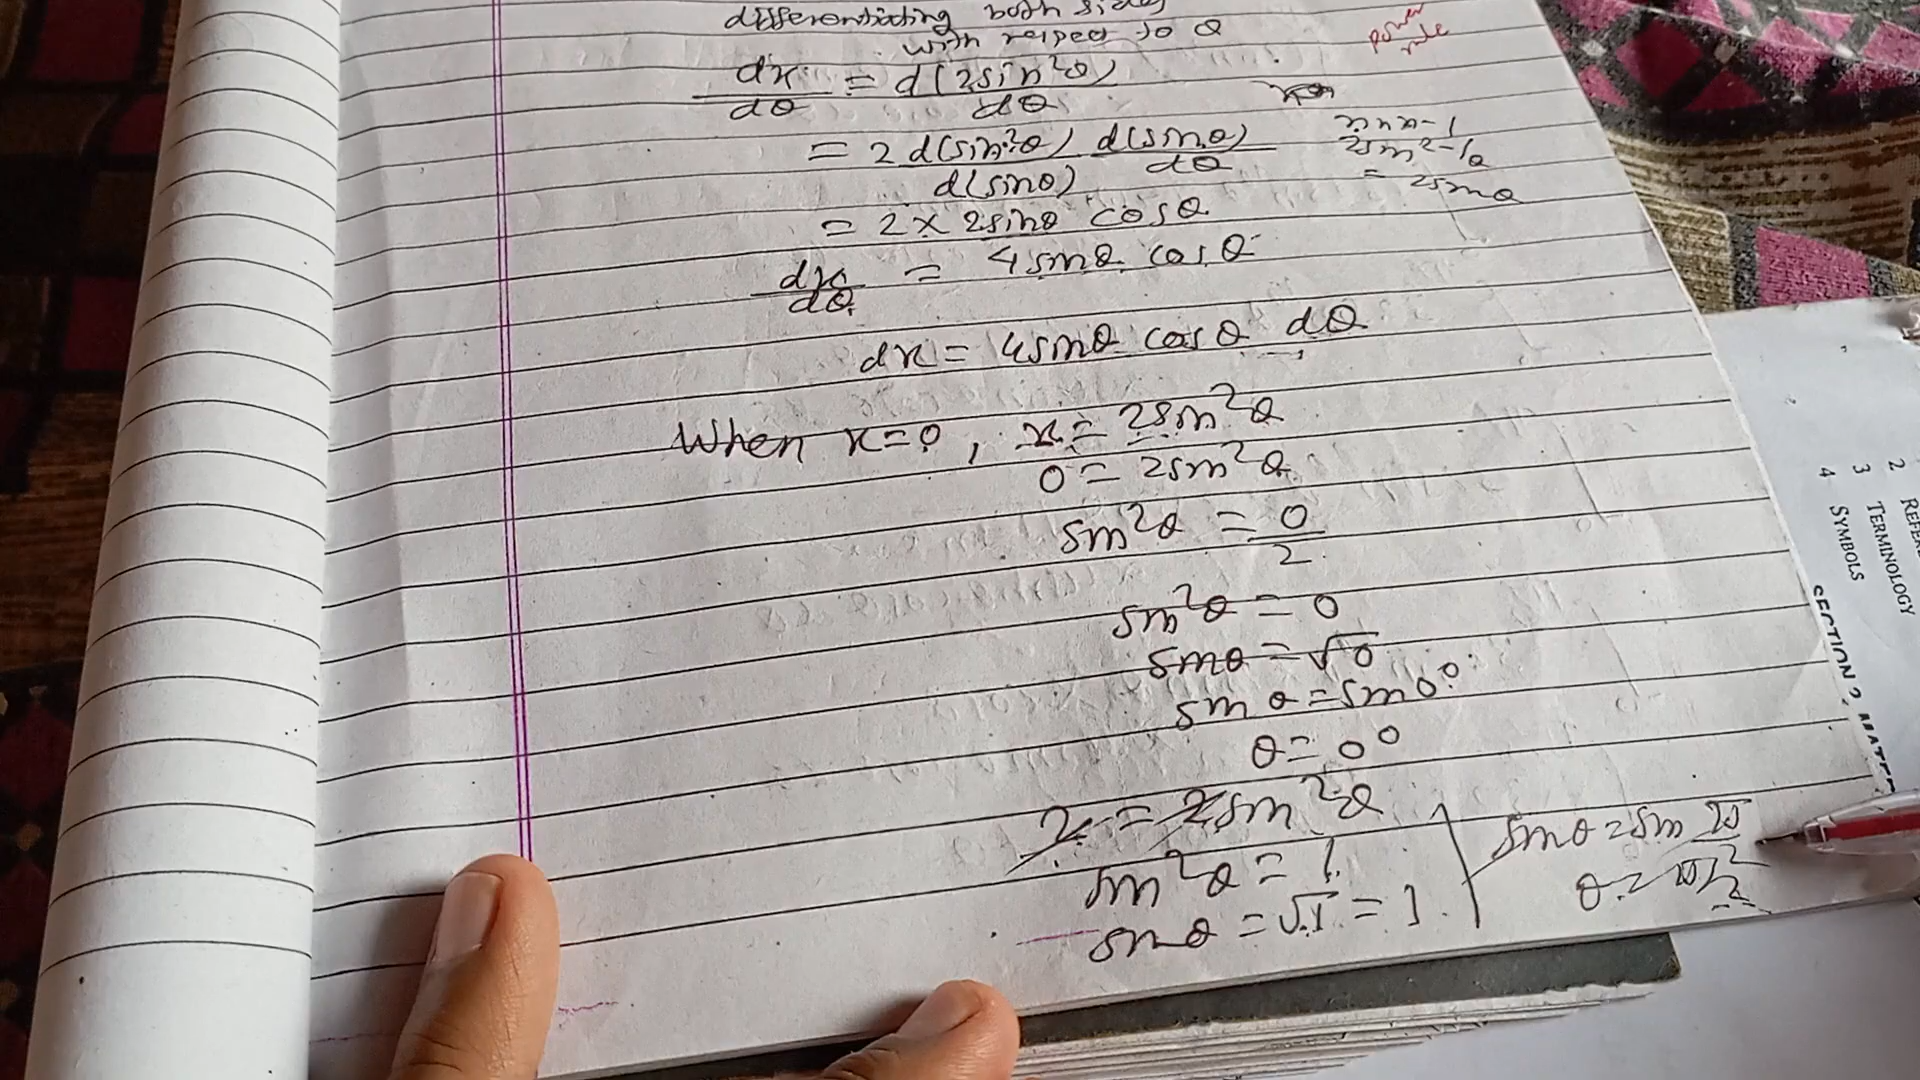 differentiating both sides
with respect to θ
power
rule
dx/dθ = d(2sin²θ)/dθ
= 2 d(sin²θ)/d(sinθ) d(sinθ)/dθ
2sin²⁻¹θ
= 2sinθ
= 2 × 2sinθ cosθ
dx/dθ = 4sinθ cosθ
dx = 4sinθ cosθ dθ
When x=0, x = 2sin²θ
0 = 2sin²θ
sin²θ = 0/2
sin²θ = 0
sinθ = √0
sinθ = sin0°
θ = 0°
2 = 2sin²θ
sin²θ = 1
sinθ = √1 = 1
sinθ = sin π/2
θ = π/2
2
3 TERMINOLOGY
4 SYMBOLS
SECTION 2